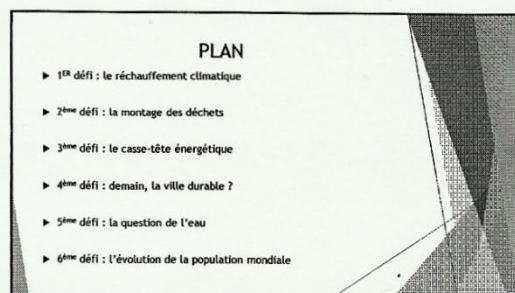 PLAN
► 1ER défi : le réchauffement climatique
► 2ème défi : la montage des déchets
► 3ème défi : le casse-tête énergétique
► 4ème défi : demain, la ville durable ?
► 5ème défi : la question de l'eau
► 6ème défi : l'évolution de la population mondiale